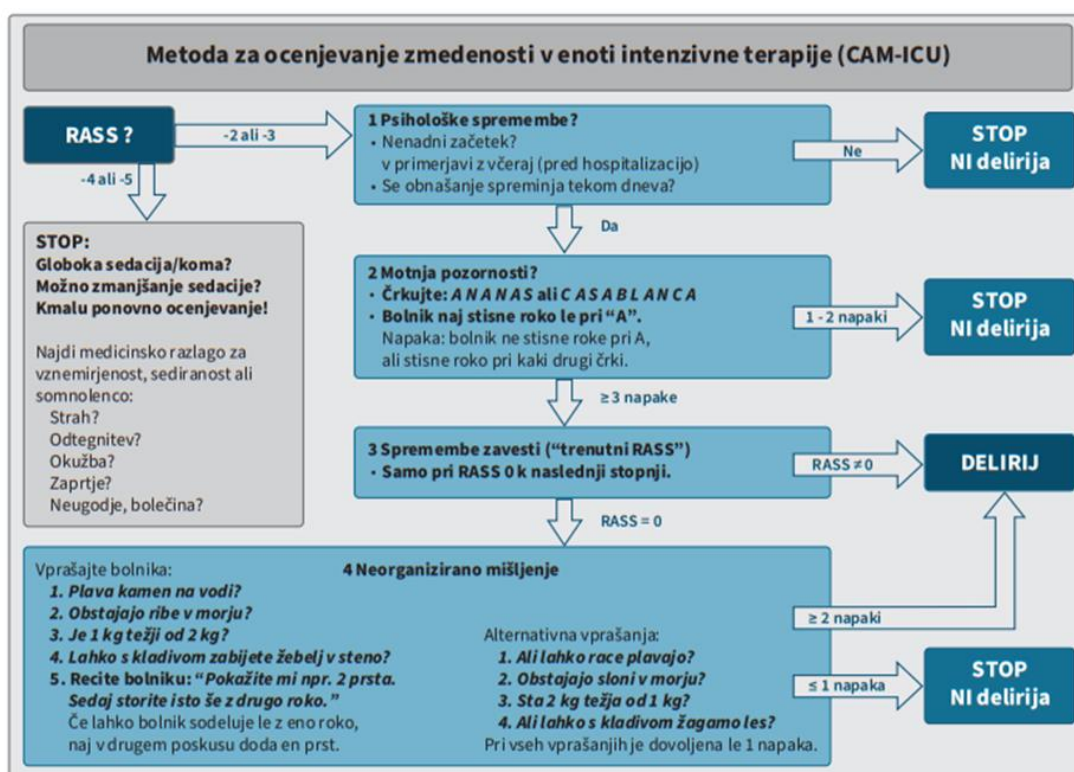 Metoda za ocenjevanje zmedenosti v enoti intenzivne terapije (CAM-ICU)
RASS ?
-2 ali -3
-4 ali -5
1 Psihološke spremembe?
• Nenadni začetek?
v primerjavi z včeraj (pred hospitalizacijo)
• Se obnašanje spreminja tekom dneva?
Ne
STOP
NI delirija
Da
STOP:
Globoka sedacija/koma?
Možno zmanjšanje sedacije?
Kmalu ponovno ocenjevanje!
Najdi medicinsko razlago za
vznemirjenost, sediranost ali
somnolenco:
Strah?
Odtegnitev?
Okužba?
Zaprtje?
Neugodje, bolečina?
2 Motnja pozornosti?
• Črkujte: A N A N A S ali C A S A B L A N C A
• Bolnik naj stisne roko le pri “A”.
Napaka: bolnik ne stisne roke pri A,
ali stisne roko pri kaki drugi črki.
1 - 2 napaki
STOP
NI delirija
≥ 3 napake
3 Spremembe zavesti (“trenutni RASS”)
• Samo pri RASS 0 k naslednji stopnji.
RASS ≠ 0
DELIRIJ
RASS = 0
4 Neorganizirano mišljenje
Vprašajte bolnika:
1. Plava kamen na vodi?
2. Obstajajo ribe v morju?
3. Je 1 kg težji od 2 kg?
4. Lahko s kladivom zabijete žebelj v steno?
5. Recite bolniku: “Pokažite mi npr. 2 prsta.
Sedaj storite isto še z drugo roko.”
Če lahko bolnik sodeluje le z eno roko,
naj v drugem poskusu doda en prst.
Alternativna vprašanja:
1. Ali lahko race plavajo?
2. Obstajajo sloni v morju?
3. Sta 2 kg težja od 1 kg?
4. Ali lahko s kladivom žagamo les?
Pri vseh vprašanjih je dovoljena le 1 napaka.
≥ 2 napaki
≤ 1 napaka
STOP
NI delirija